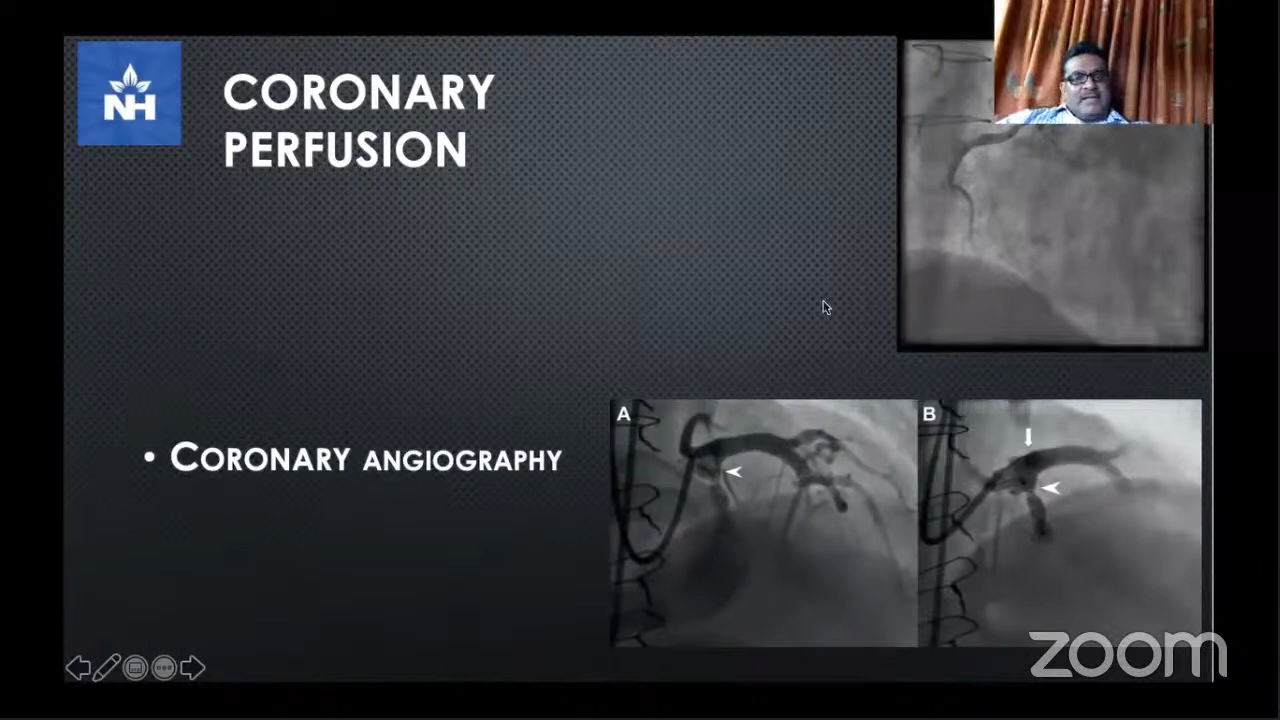 NH
CORONARY
PERFUSION
• CORONARY ANGIOGRAPHY
A
B
zoom